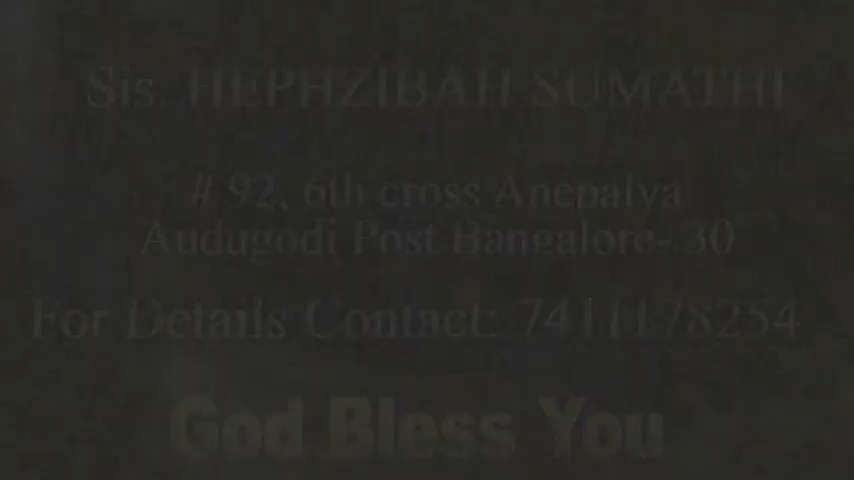 Sis. HEPHZIBAH SUMATHI
# 92, 6th cross Anepalya
Audugodi Post Bangalore- 30
For Details Contact: 7411178254
God Bless You